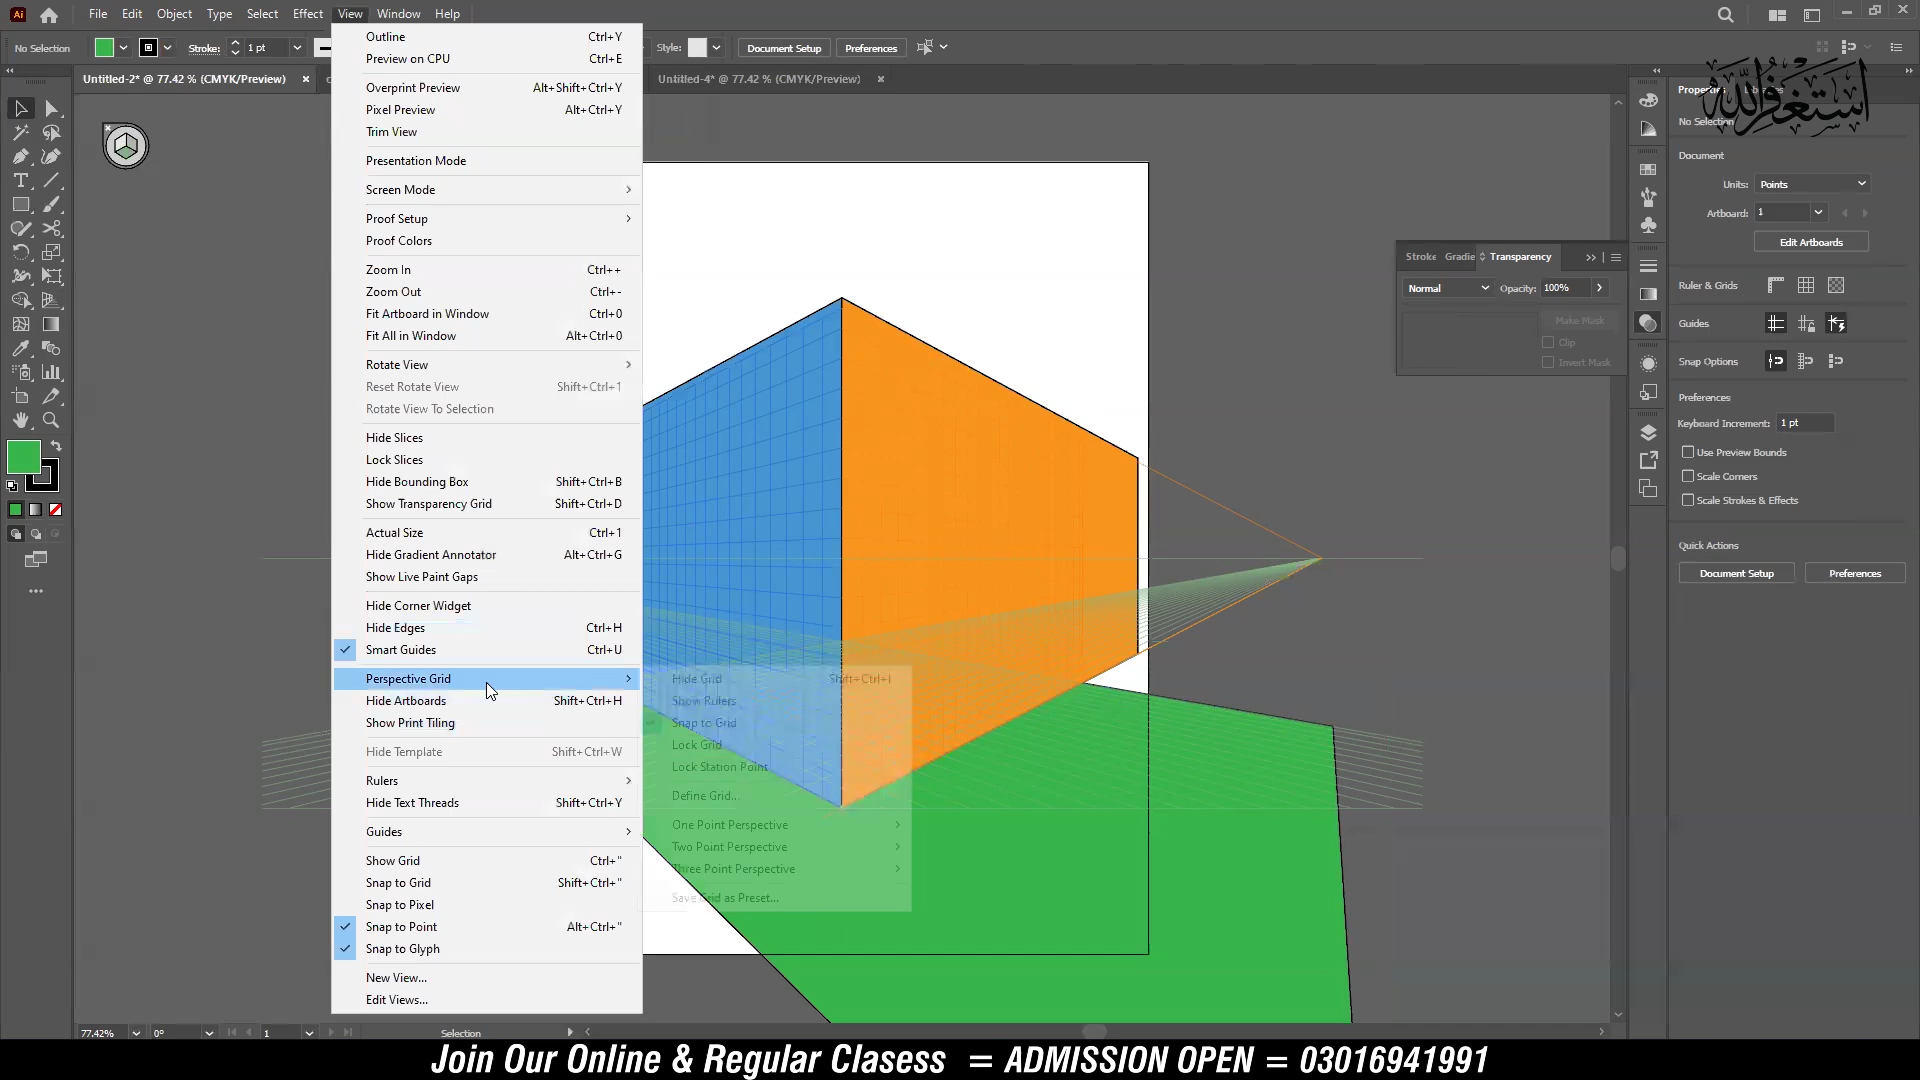 File Edit Object Type Select Effect View Window Help
No Selection Stroke: 1 pt Style: Document Setup Preferences
Untitled-2* @ 77.42 % (CMYK/Preview) Untitled-4* @ 77.42 % (CMYK/Preview)
Outline Ctrl+Y
Preview on CPU Ctrl+E
Overprint Preview Alt+Shift+Ctrl+Y
Pixel Preview Alt+Ctrl+Y
Trim View
Presentation Mode
Screen Mode
Proof Setup
Proof Colors
Zoom In Ctrl++
Zoom Out Ctrl+-
Fit Artboard in Window Ctrl+0
Fit All in Window Alt+Ctrl+0
Rotate View
Reset Rotate View Shift+Ctrl+1
Rotate View To Selection
Hide Slices
Lock Slices
Hide Bounding Box Shift+Ctrl+B
Show Transparency Grid Shift+Ctrl+D
Actual Size Ctrl+1
Hide Gradient Annotator Alt+Ctrl+G
Show Live Paint Gaps
Hide Corner Widget
Hide Edges Ctrl+H
Smart Guides Ctrl+U
Perspective Grid
Hide Artboards Shift+Ctrl+H
Show Print Tiling
Hide Template Shift+Ctrl+W
Rulers
Hide Text Threads Shift+Ctrl+Y
Guides
Show Grid Ctrl+"
Snap to Grid Shift+Ctrl+"
Snap to Pixel
Snap to Point Alt+Ctrl+"
Snap to Glyph
New View...
Edit Views...
Hide Grid Shift+Ctrl+I
Show Rulers
Snap to Grid
Lock Grid
Lock Station Point
Define Grid...
One Point Perspective
Two Point Perspective
Three Point Perspective
Save Grid as Preset...
Stroke Gradie Transparency
Normal Opacity: 100%
Make Mask
Clip
Invert Mask
Properties Libraries
أستغفر الله
No Selection
Document
Units: Points
Artboard: 1
Edit Artboards
Ruler & Grids
Guides
Snap Options
Preferences
Keyboard Increment: 1 pt
Use Preview Bounds
Scale Corners
Scale Strokes & Effects
Quick Actions
Document Setup Preferences
77.42% 0° 1 Selection
Join Our Online & Regular Clasess = ADMISSION OPEN = 03016941991